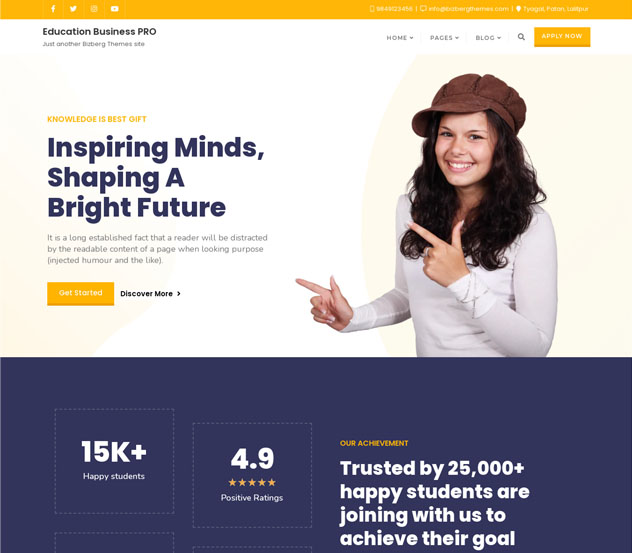 9843123456 | info@bizbergthemes.com | Tyagal, Patan, Lalitpur
Education Business PRO
Just another Bizberg Themes site
HOME PAGES BLOG APPLY NOW
KNOWLEDGE IS BEST GIFT
Inspiring Minds,
Shaping A
Bright Future
It is a long established fact that a reader will be distracted
by the readable content of a page when looking purpose
(injected humour and the like).
Get Started Discover More
15K+
Happy students
4.9
Positive Ratings
OUR ACHIEVEMENT
Trusted by 25,000+
happy students are
joining with us to
achieve their goal